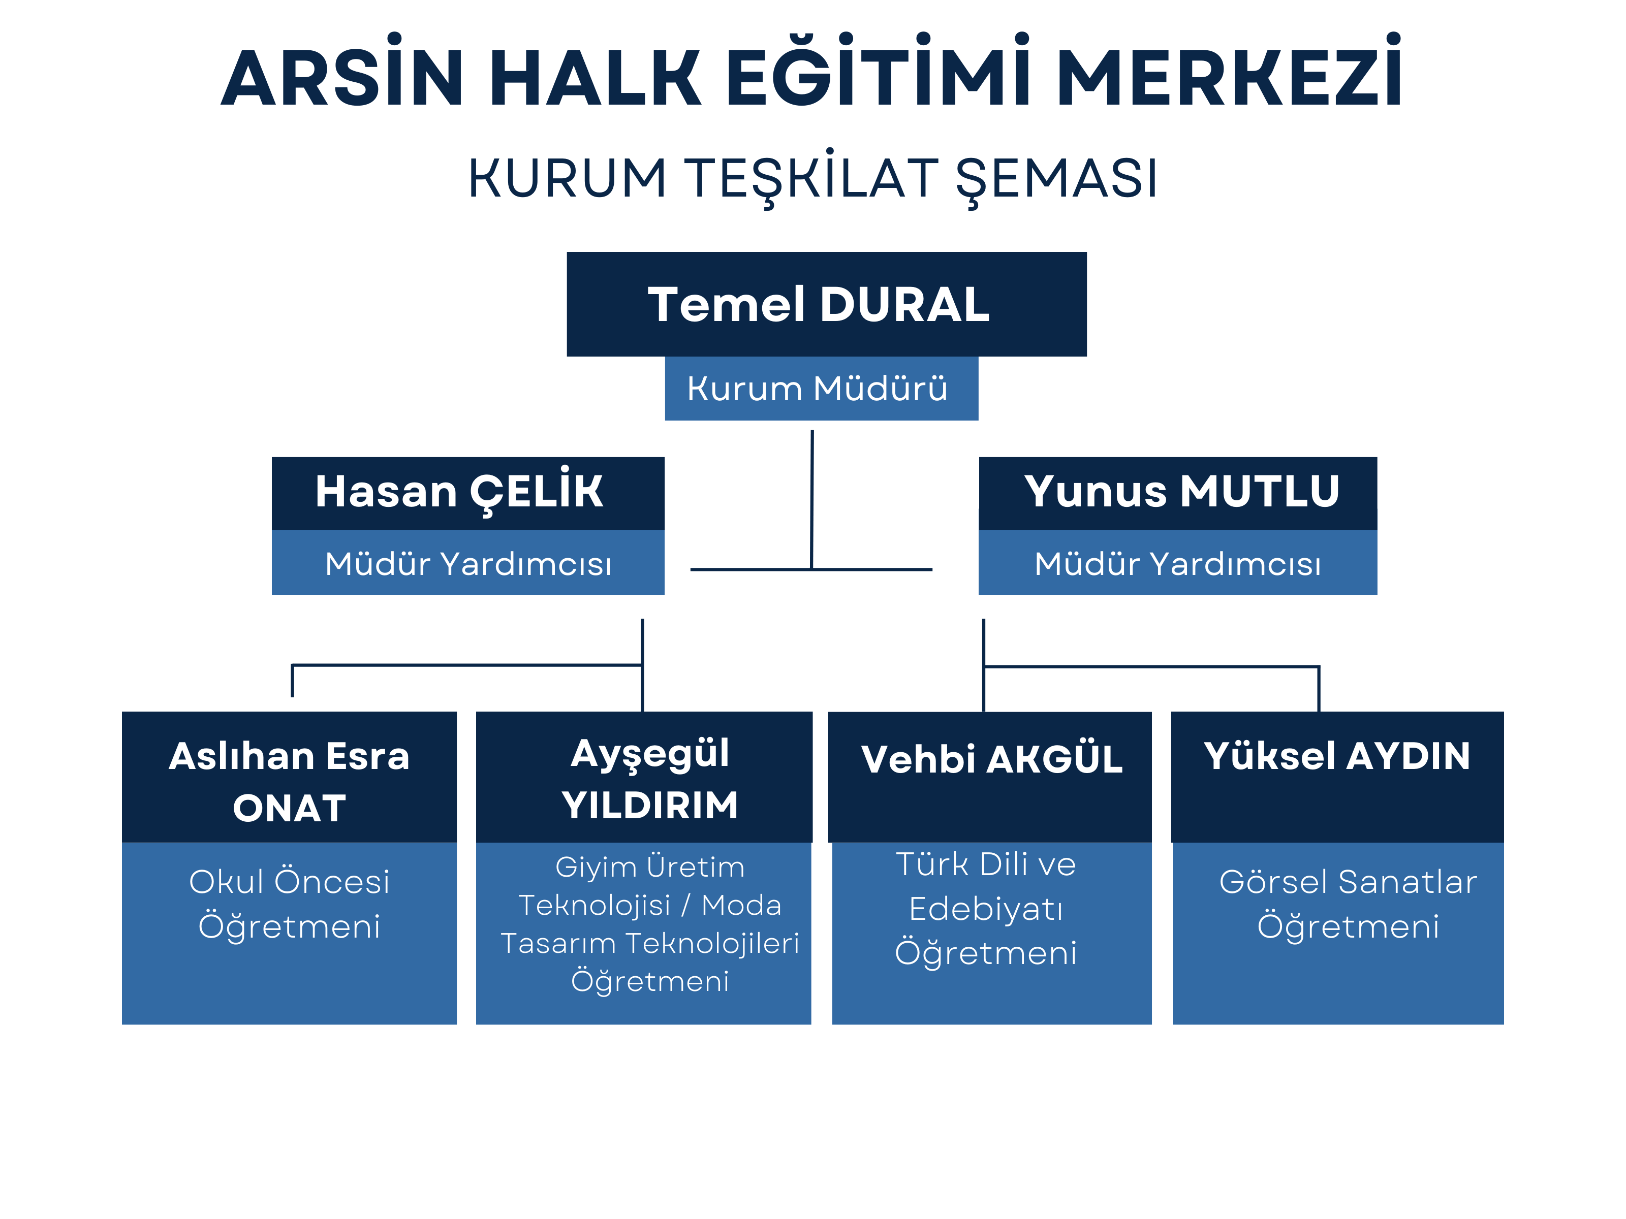 ARSİN HALK EĞİTİMİ MERKEZİ
KURUM TEŞKİLAT ŞEMASI
Temel DURAL
Kurum Müdürü
Hasan ÇELİK
Müdür Yardımcısı
Yunus MUTLU
Müdür Yardımcısı
Aslıhan Esra
ONAT
Okul Öncesi
Öğretmeni
Ayşegül
YILDIRIM
Giyim Üretim
Teknolojisi / Moda
Tasarım Teknolojileri
Öğretmeni
Vehbi AKGÜL
Türk Dili ve
Edebiyatı
Öğretmeni
Yüksel AYDIN
Görsel Sanatlar
Öğretmeni